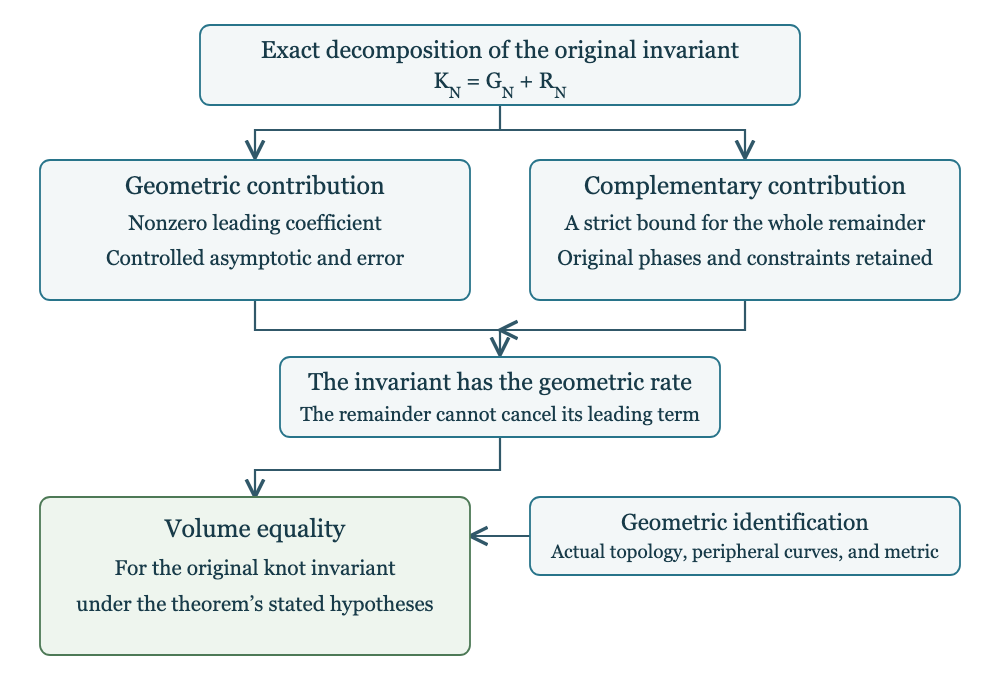 Exact decomposition of the original invariant
K_N = G_N + R_N
Geometric contribution
Nonzero leading coefficient
Controlled asymptotic and error
Complementary contribution
A strict bound for the whole remainder
Original phases and constraints retained
The invariant has the geometric rate
The remainder cannot cancel its leading term
Volume equality
For the original knot invariant
under the theorem’s stated hypotheses
Geometric identification
Actual topology, peripheral curves, and metric